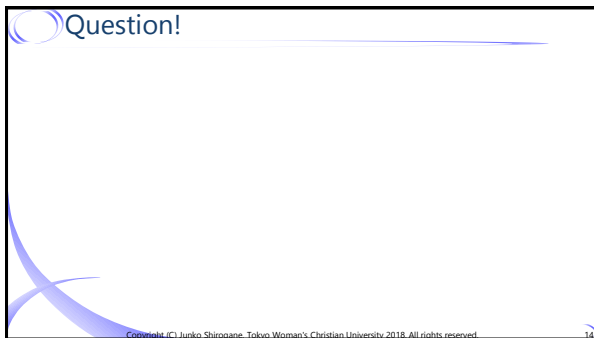 Question!
Copyright (C) Junko Shirogane, Tokyo Woman's Christian University 2018. All rights reserved.
14